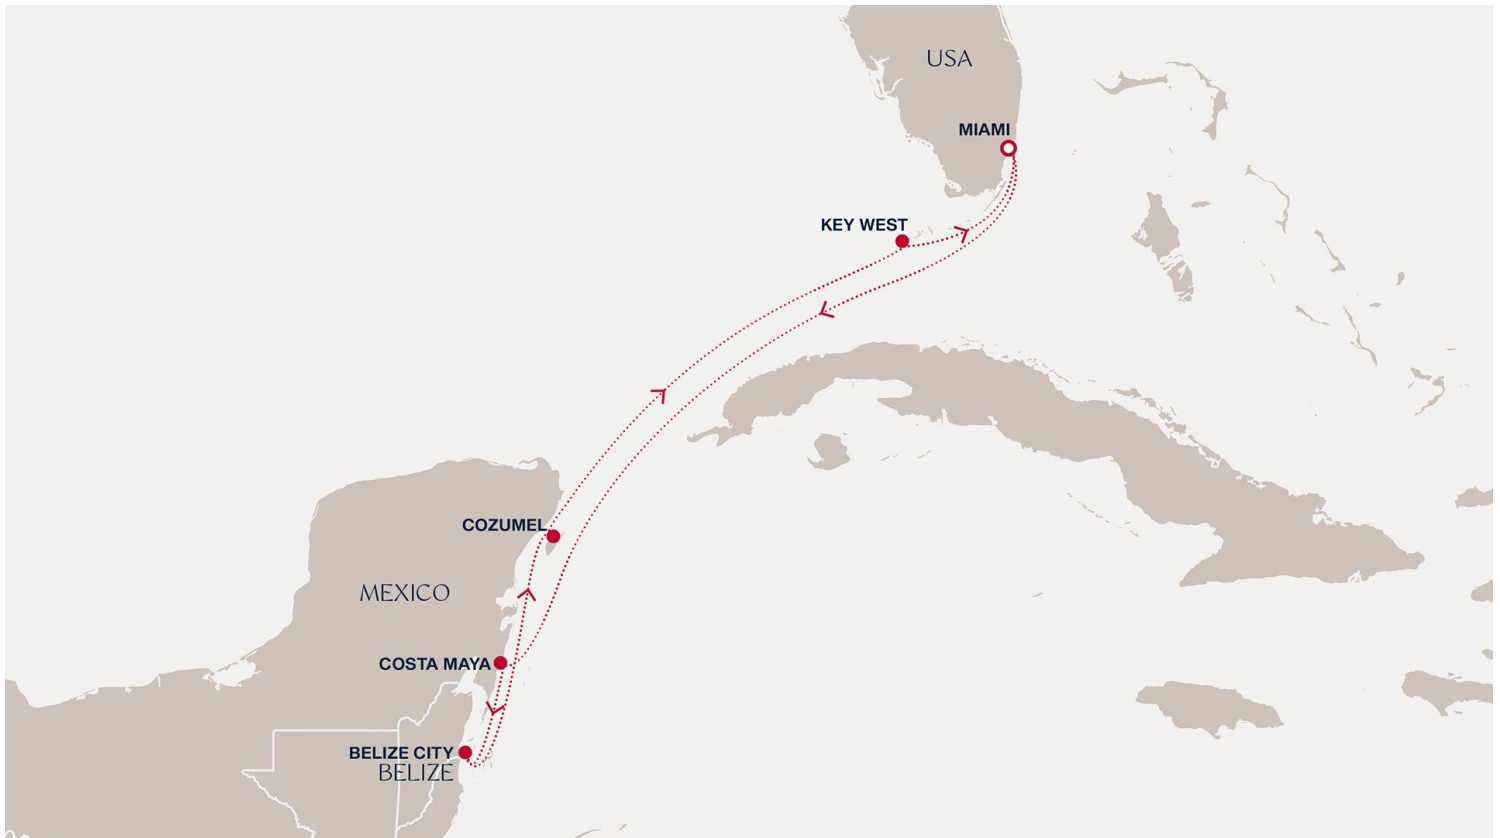 USA
MIAMI
KEY WEST
COZUMEL
MEXICO
COSTA MAYA
BELIZE CITY
BELIZE